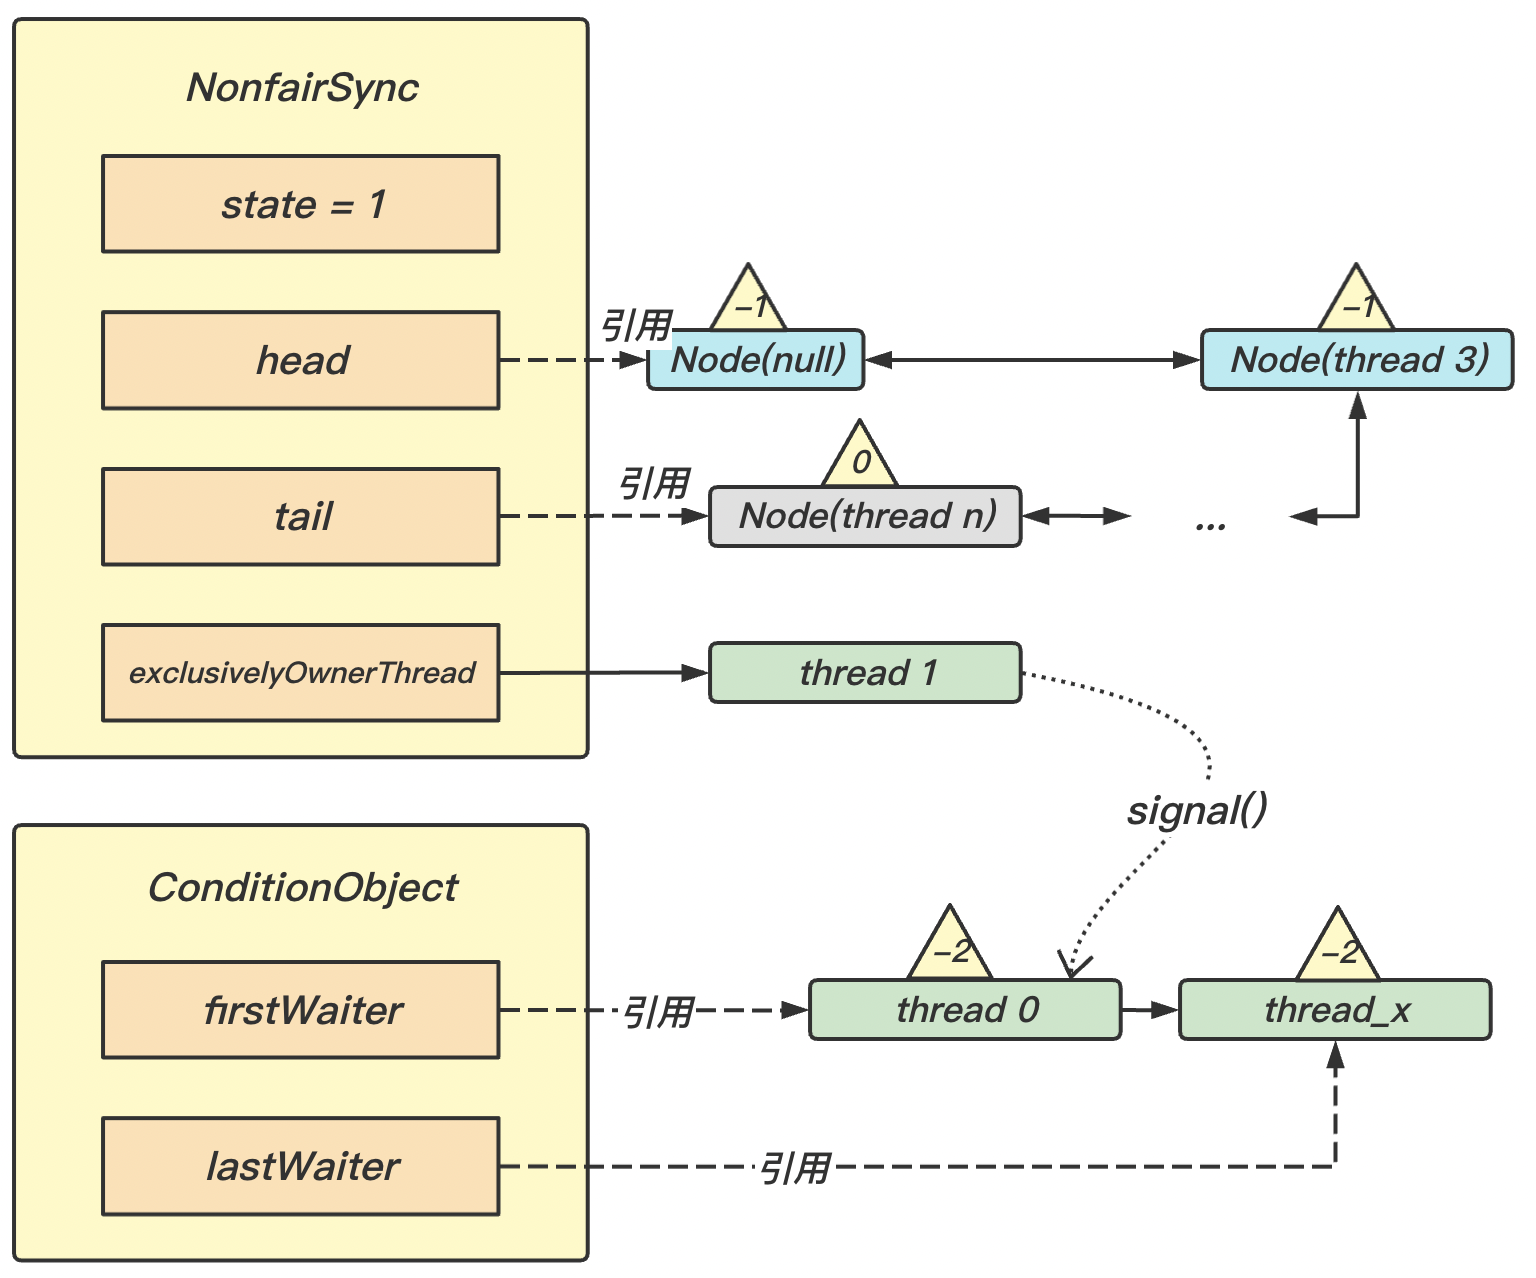 NonfairSync
state = 1
head
引用
–1
Node(null)
–1
Node(thread 3)
tail
引用
0
Node(thread n)
...
exclusivelyOwnerThread
thread 1
signal()
ConditionObject
firstWaiter
引用
–2
thread 0
–2
thread_x
lastWaiter
引用